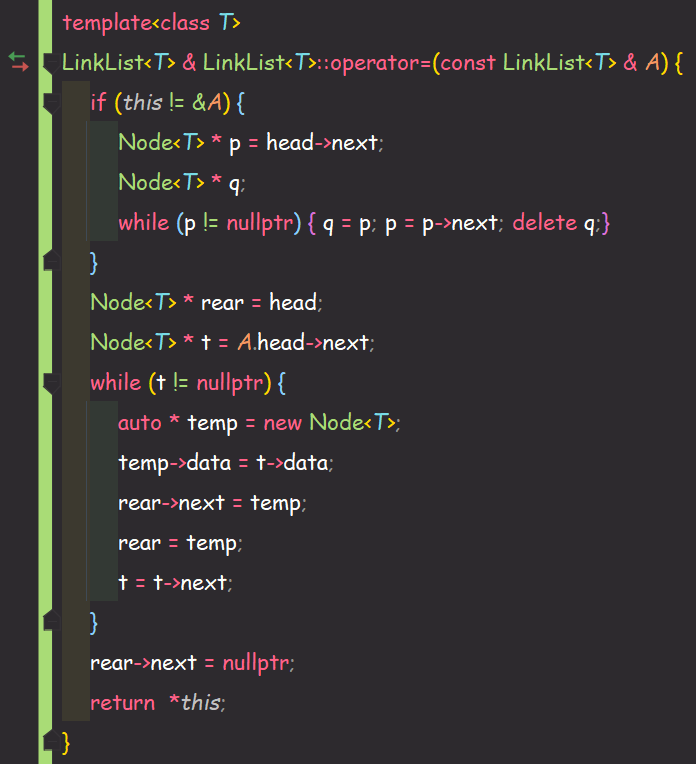 template<class T>
LinkList<T> & LinkList<T>::operator=(const LinkList<T> & A) {
if (this != &A) {
Node<T> * p = head->next;
Node<T> * q;
while (p != nullptr) { q = p; p = p->next; delete q;}
}
Node<T> * rear = head;
Node<T> * t = A.head->next;
while (t != nullptr) {
auto * temp = new Node<T>;
temp->data = t->data;
rear->next = temp;
rear = temp;
t = t->next;
}
rear->next = nullptr;
return  *this;
}